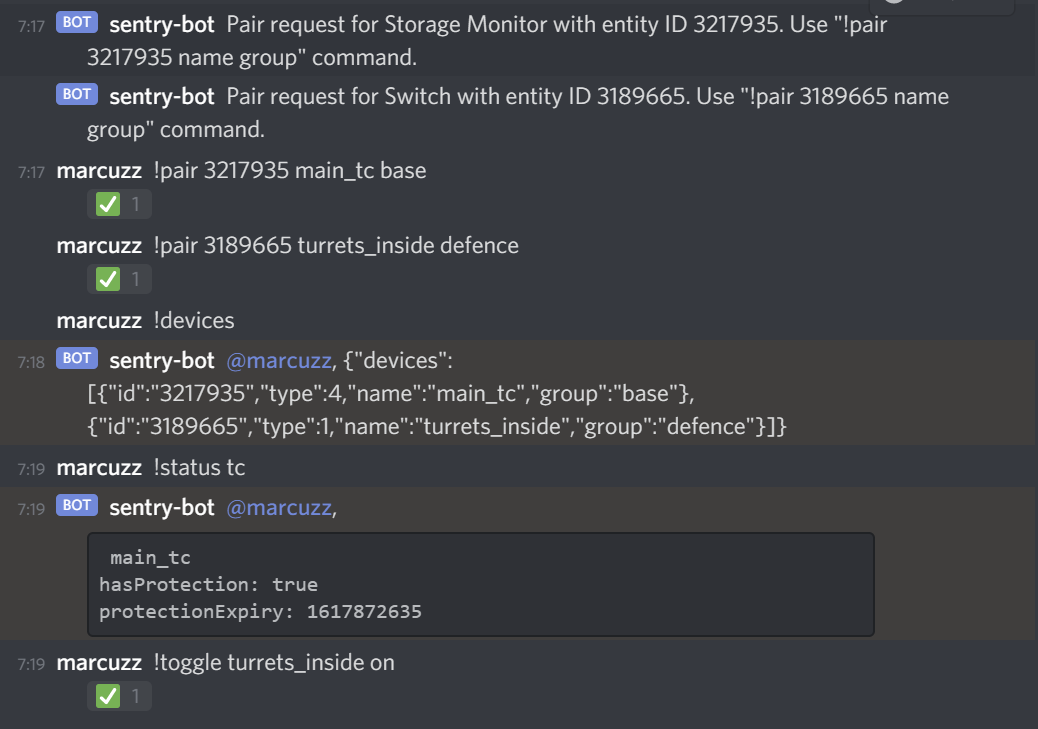 7:17 BOT sentry-bot Pair request for Storage Monitor with entity ID 3217935. Use "!pair
3217935 name group" command.
BOT sentry-bot Pair request for Switch with entity ID 3189665. Use "!pair 3189665 name
group" command.
7:17 marcuzz !pair 3217935 main_tc base
1
marcuzz !pair 3189665 turrets_inside defence
1
marcuzz !devices
7:18 BOT sentry-bot @marcuzz, {"devices":
[{"id":"3217935","type":4,"name":"main_tc","group":"base"},
{"id":"3189665","type":1,"name":"turrets_inside","group":"defence"}]}
7:19 marcuzz !status tc
7:19 BOT sentry-bot @marcuzz,
main_tc
hasProtection: true
protectionExpiry: 1617872635
7:19 marcuzz !toggle turrets_inside on
1